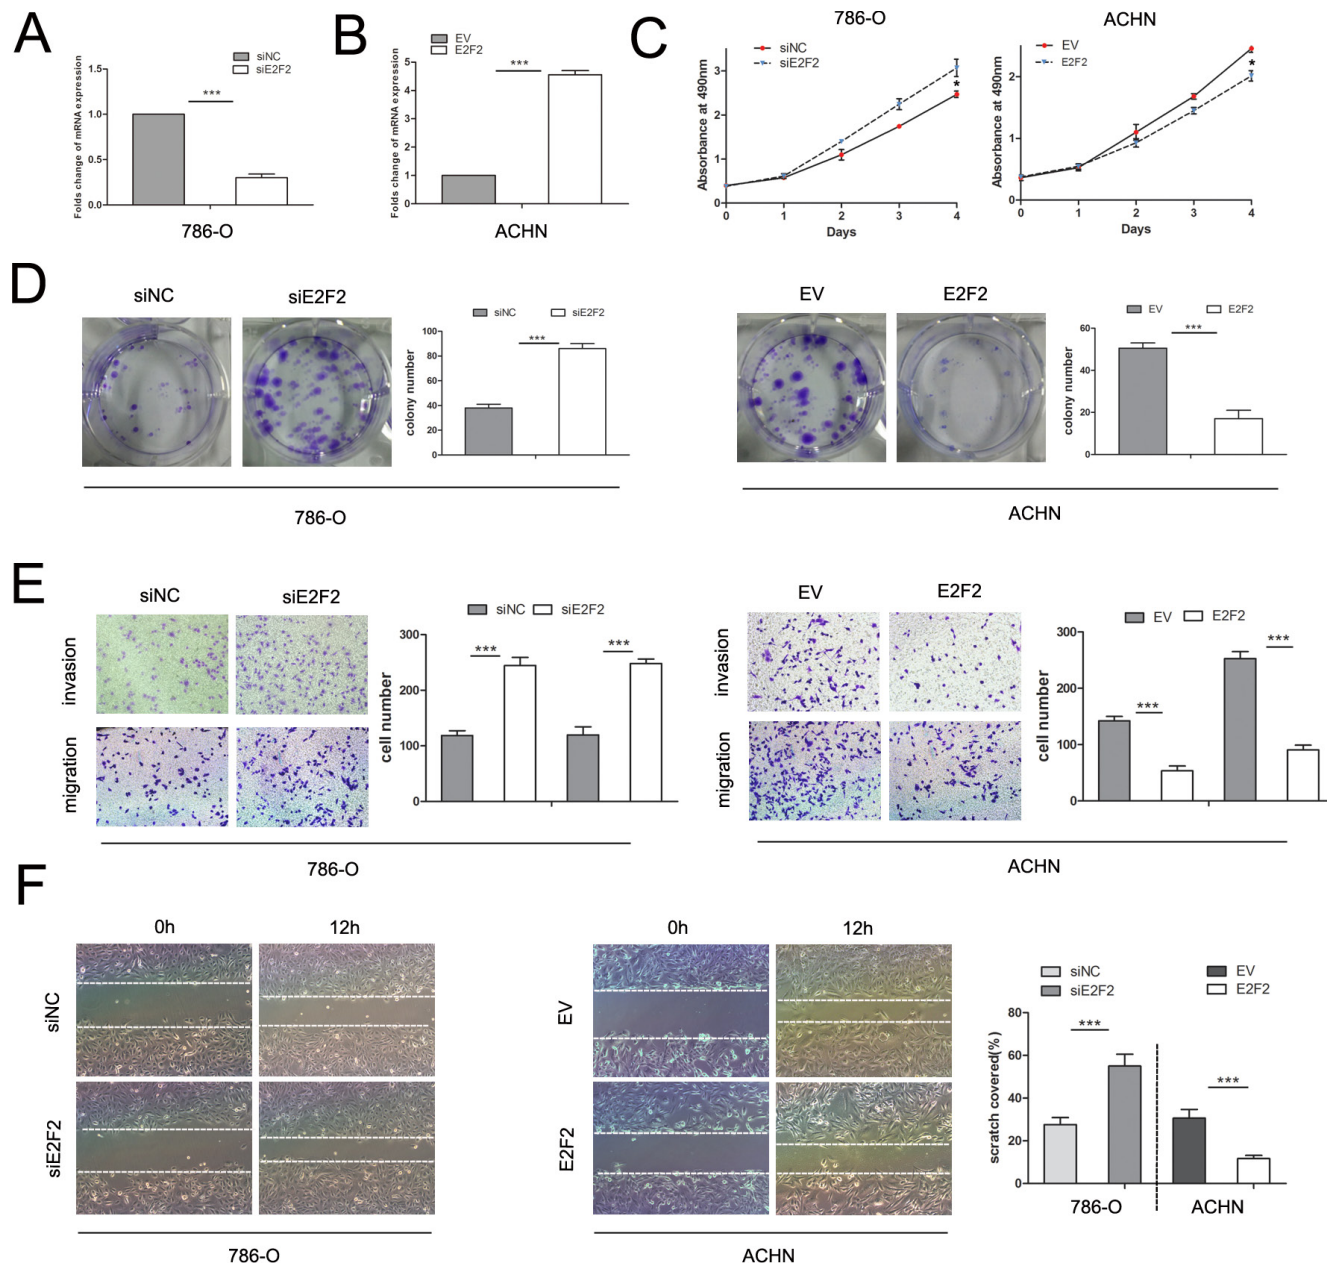 A
siNC
siE2F2
Folds change of mRNA expression
1.5
1.0
0.5
0.0
***
786-O
B
EV
E2F2
Folds change of mRNA expression
5
4
3
2
1
0
***
ACHN
C
786-O
siNC
siE2F2
Absorbance at 490nm
3
2
1
0
*
0 1 2 3 4
Days
ACHN
EV
E2F2
Absorbance at 490nm
2
1
0
*
0 1 2 3 4
Days
D
siNC siE2F2
siNC siE2F2
colony number
100
80
60
40
20
0
***
786-O
EV E2F2
EV E2F2
colony number
60
40
20
0
***
ACHN
E
siNC siE2F2
invasion
migration
siNC siE2F2
cell number
300
200
100
0
*** ***
786-O
EV E2F2
invasion
migration
EV E2F2
cell number
300
200
100
0
*** ***
ACHN
F
0h 12h
siNC
siE2F2
786-O
0h 12h
EV
E2F2
ACHN
siNC EV
siE2F2 E2F2
scratch covered(%)
80
60
40
20
0
*** ***
786-O ACHN